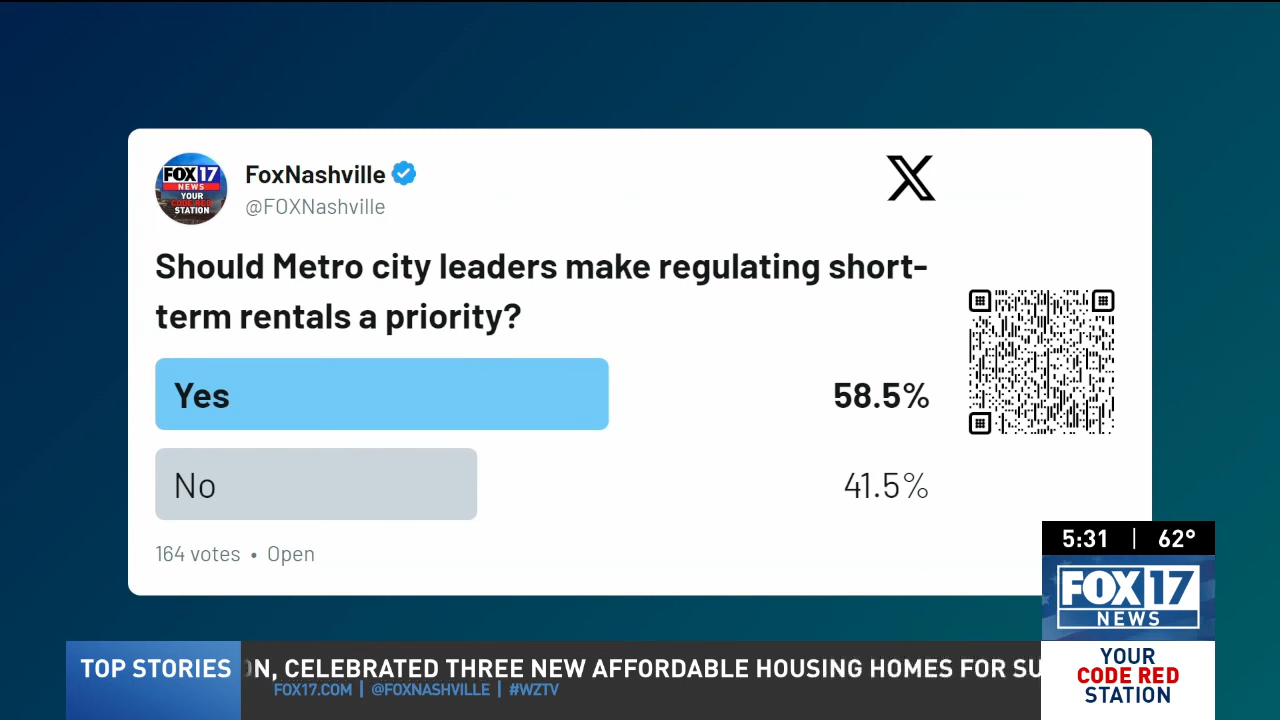 FOX 17
NEWS
YOUR
CODE RED
STATION
FoxNashville
@FOXNashville
X
Should Metro city leaders make regulating short-
term rentals a priority?
Yes 58.5%
No 41.5%
164 votes • Open
5:31 | 62°
FOX 17
NEWS
YOUR
CODE RED
STATION
TOP STORIES ON, CELEBRATED THREE NEW AFFORDABLE HOUSING HOMES FOR SU
FOX17.COM | @FOXNASHVILLE | #WZTV